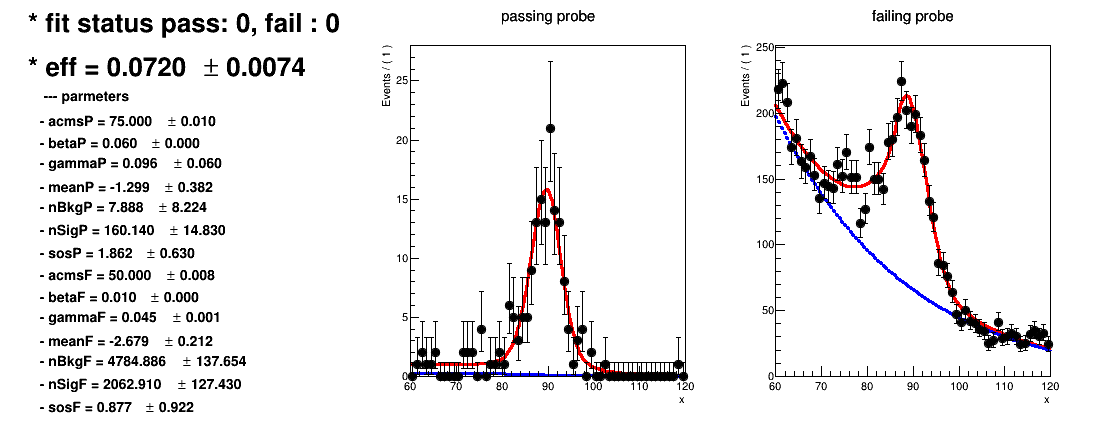 * fit status pass: 0, fail : 0
* eff = 0.0720 ± 0.0074
--- parmeters
- acmsP = 75.000 ± 0.010
- betaP = 0.060 ± 0.000
- gammaP = 0.096 ± 0.060
- meanP = -1.299 ± 0.382
- nBkgP = 7.888 ± 8.224
- nSigP = 160.140 ± 14.830
- sosP = 1.862 ± 0.630
- acmsF = 50.000 ± 0.008
- betaF = 0.010 ± 0.000
- gammaF = 0.045 ± 0.001
- meanF = -2.679 ± 0.212
- nBkgF = 4784.886 ± 137.654
- nSigF = 2062.910 ± 127.430
- sosF = 0.877 ± 0.922
passing probe
Events / ( 1 )
25
20
15
10
5
0
60 70 80 90 100 110 120
x
failing probe
Events / ( 1 )
250
200
150
100
50
0
60 70 80 90 100 110 120
x